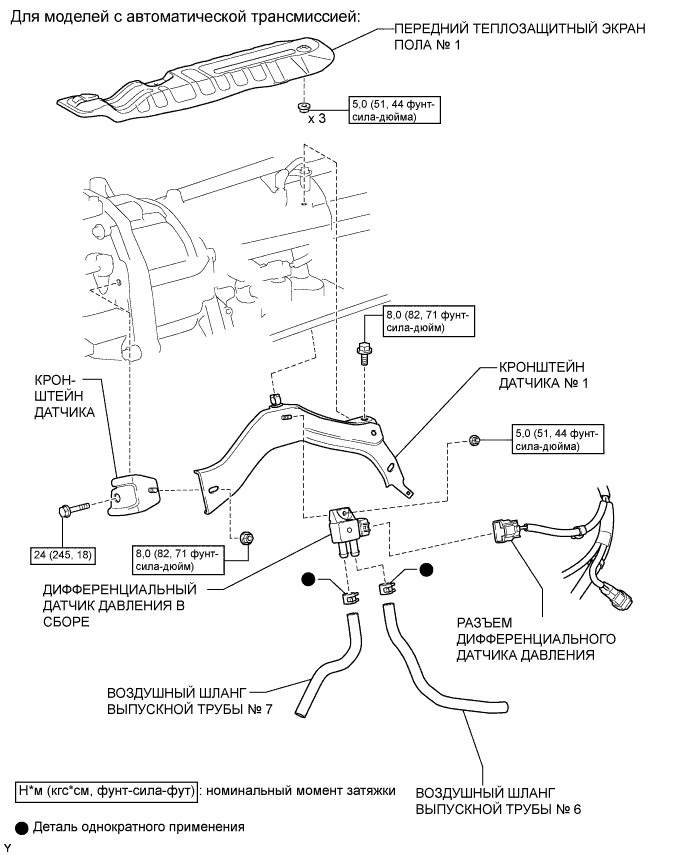 Для моделей с автоматической трансмиссией:
ПЕРЕДНИЙ ТЕПЛОЗАЩИТНЫЙ ЭКРАН
ПОЛА № 1
5,0 (51, 44 фунт-
сила-дюйма)
x 3
8,0 (82, 71 фунт-
сила-дюйм)
КРОН-
ШТЕЙН
ДАТЧИКА
КРОНШТЕЙН
ДАТЧИКА № 1
5,0 (51, 44 фунт-
сила-дюйма)
24 (245, 18)
8,0 (82, 71 фунт-
сила-дюйм)
ДИФФЕРЕНЦИАЛЬНЫЙ
ДАТЧИК ДАВЛЕНИЯ В
СБОРЕ
РАЗЪЕМ
ДИФФЕРЕНЦИАЛЬНОГО
ДАТЧИКА ДАВЛЕНИЯ
ВОЗДУШНЫЙ ШЛАНГ
ВЫПУСКНОЙ ТРУБЫ № 7
ВОЗДУШНЫЙ ШЛАНГ
ВЫПУСКНОЙ ТРУБЫ № 6
Н*м (кгс*см, фунт-сила-фут) : номинальный момент затяжки
Деталь однократного применения
Y